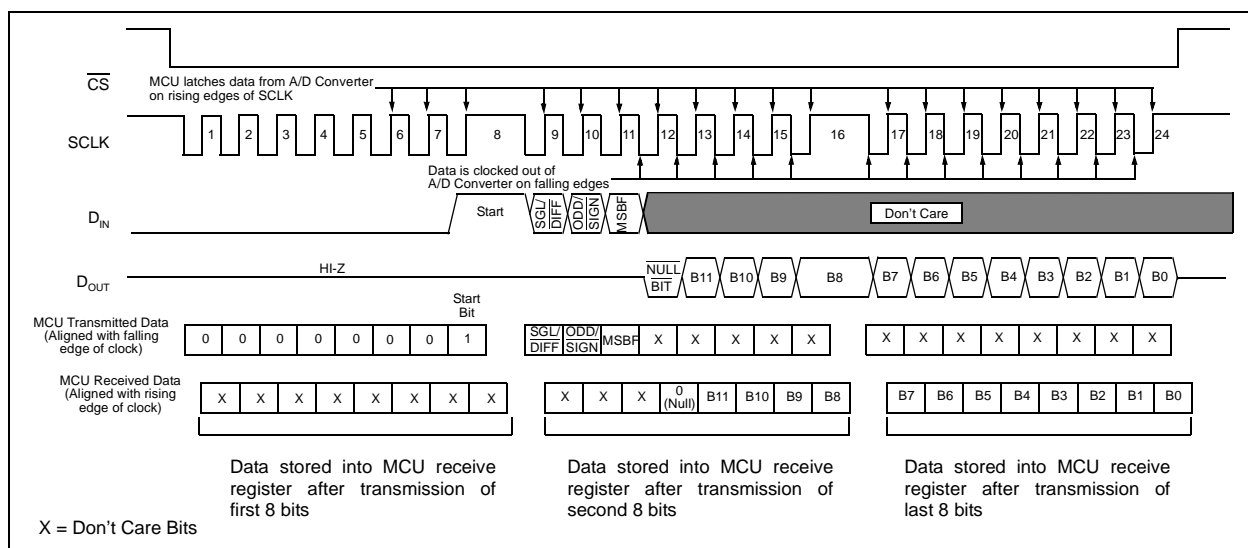 CS
MCU latches data from A/D Converter
on rising edges of SCLK
SCLK
1 2 3 4 5 6 7 8 9 10 11 12 13 14 15 16 17 18 19 20 21 22 23 24
Data is clocked out of
A/D Converter on falling edges
DIN
Start
SGL/
DIFF
ODD/
SIGN
MSBF
Don't Care
DOUT
HI-Z
NULL
BIT
B11 B10 B9 B8 B7 B6 B5 B4 B3 B2 B1 B0
Start
Bit
MCU Transmitted Data
(Aligned with falling
edge of clock)
0 0 0 0 0 0 0 1
SGL/
DIFF
ODD/
SIGN
MSBF X X X X X
X X X X X X X X
MCU Received Data
(Aligned with rising
edge of clock)
X X X X X X X X
X X X 0
(Null)
B11 B10 B9 B8
B7 B6 B5 B4 B3 B2 B1 B0
Data stored into MCU receive
register after transmission of
first 8 bits
Data stored into MCU receive
register after transmission of
second 8 bits
Data stored into MCU receive
register after transmission of
last 8 bits
X = Don't Care Bits